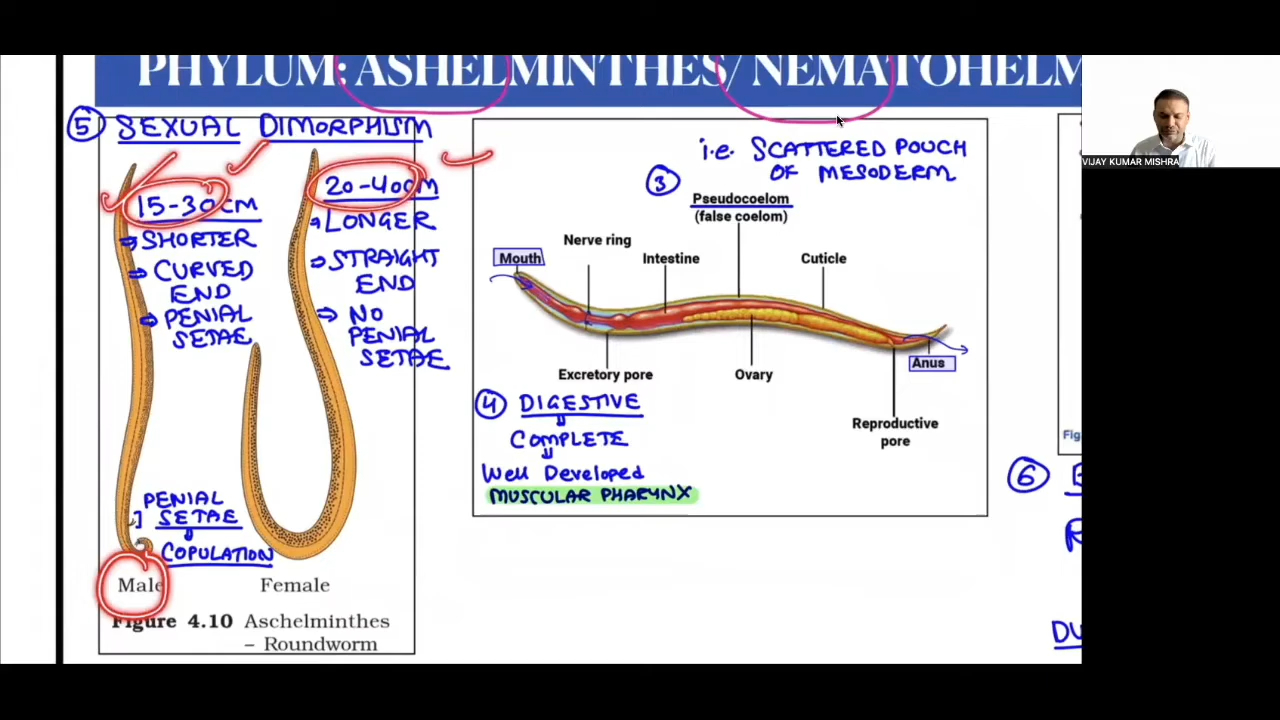 PHYLUM: ASHELMINTHES/ NEMATOHELM
VIJAY KUMAR MISHRA
5 SEXUAL DIMORPHISM
15-30CM
⇒ SHORTER
⇒ CURVED
END
⇒ PENIAL
SETAE
20-40CM
⇒ LONGER
⇒ STRAIGHT
END
⇒ NO
PENIAL
SETAE
PENIAL
SETAE
COPULATION
Male
Female
Figure 4.10 Aschelminthes
– Roundworm
i.e. SCATTERED POUCH
OF MESODERM
3
Pseudocoelom
(false coelom)
Nerve ring
Mouth
Intestine
Cuticle
Excretory pore
Ovary
Anus
Reproductive
pore
4 DIGESTIVE
COMPLETE
Well Developed
MUSCULAR PHARYNX
Fig
6
DU